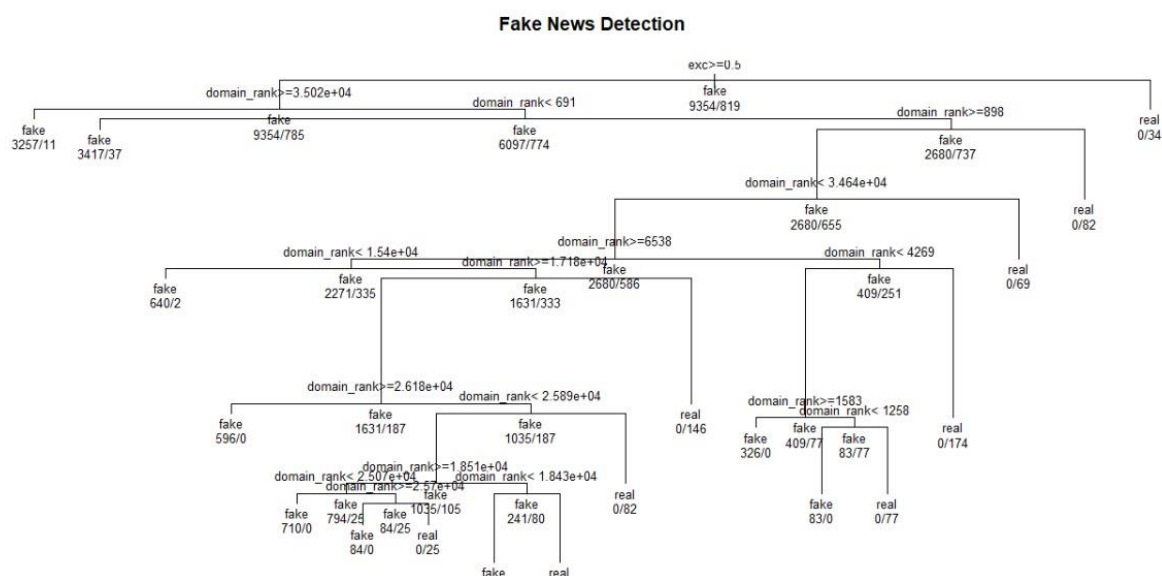 Fake News Detection
exc>=0.5
fake
9354/819
domain_rank>=3.502e+04
domain_rank< 691
domain_rank>=898
fake
3257/11
fake
3417/37
fake
9354/785
fake
6097/774
fake
2680/737
real
0/34
domain_rank< 3.464e+04
fake
2680/655
real
0/82
domain_rank>=6538
domain_rank< 1.54e+04
domain_rank>=1.718e+04
domain_rank< 4269
fake
640/2
fake
2271/335
fake
1631/333
fake
2680/586
fake
409/251
real
0/69
domain_rank>=2.618e+04
domain_rank< 2.589e+04
domain_rank>=1583
domain_rank< 1258
fake
596/0
fake
1631/187
fake
1035/187
real
0/146
fake
326/0
fake
409/77
fake
83/77
real
0/174
domain_rank>=1.851e+04
domain_rank< 2.507e+04
domain_rank< 1.843e+04
domain_rank>=2.57e+04
fake
710/0
fake
794/25
fake
84/25
fake
1035/105
fake
241/80
real
0/82
fake
83/0
real
0/77
fake
84/0
real
0/25
fake
real